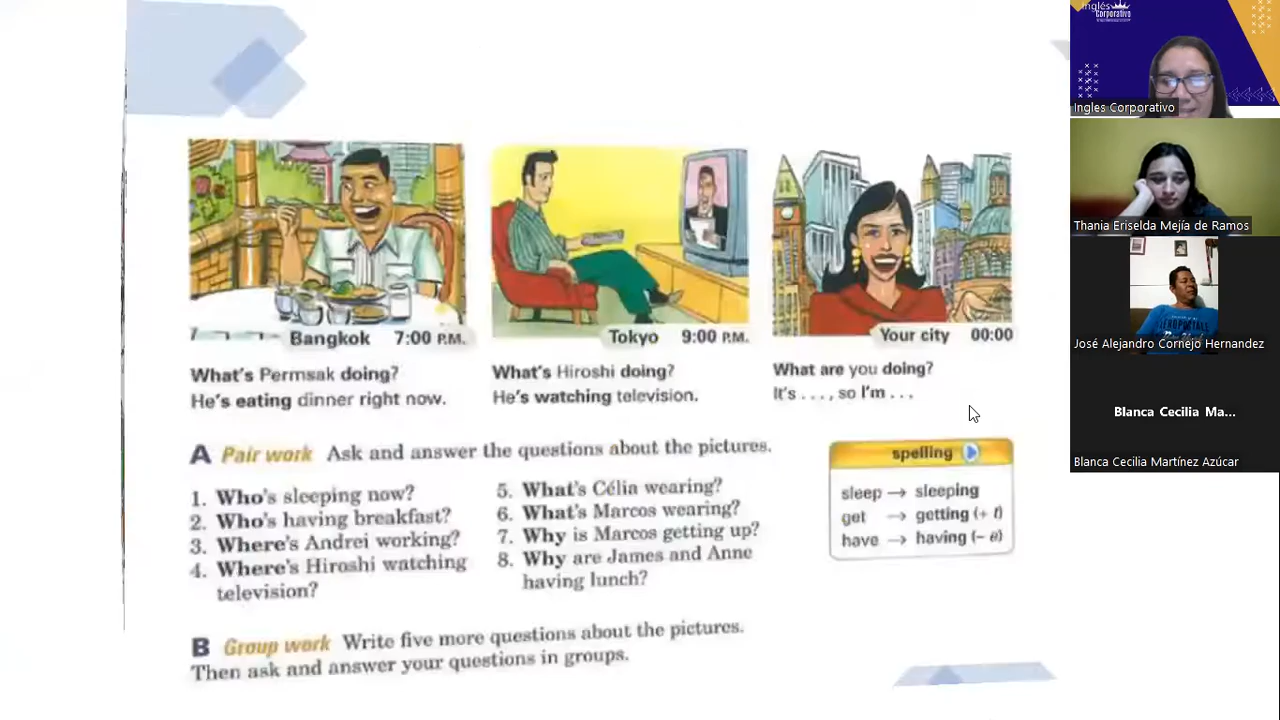 Bangkok 7:00 P.M.
What's Permsak doing?
He's eating dinner right now.
Tokyo 9:00 P.M.
What's Hiroshi doing?
He's watching television.
Your city 00:00
What are you doing?
It's ...., so I'm ...
A Pair work Ask and answer the questions about the pictures.
1. Who's sleeping now?
2. Who's having breakfast?
3. Where's Andrei working?
4. Where's Hiroshi watching
television?
5. What's Célia wearing?
6. What's Marcos wearing?
7. Why is Marcos getting up?
8. Why are James and Anne
having lunch?
spelling
sleep → sleeping
get → getting (+ t)
have → having (– e)
B Group work Write five more questions about the pictures.
Then ask and answer your questions in groups.
Inglés
Corporativo
Ingles Corporativo
Thania Eriselda Mejía de Ramos
José Alejandro Cornejo Hernandez
Blanca Cecilia Ma...
Blanca Cecilia Martínez Azúcar